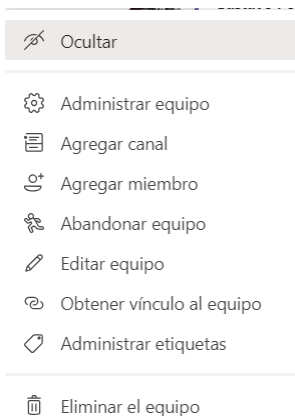 Ocultar
Administrar equipo
Agregar canal
Agregar miembro
Abandonar equipo
Editar equipo
Obtener vínculo al equipo
Administrar etiquetas
Eliminar el equipo